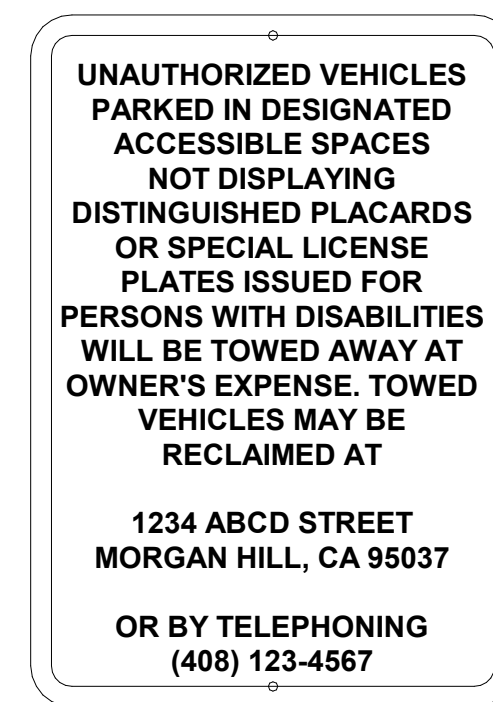 UNAUTHORIZED VEHICLES
PARKED IN DESIGNATED
ACCESSIBLE SPACES
NOT DISPLAYING
DISTINGUISHED PLACARDS
OR SPECIAL LICENSE
PLATES ISSUED FOR
PERSONS WITH DISABILITIES
WILL BE TOWED AWAY AT
OWNER'S EXPENSE. TOWED
VEHICLES MAY BE
RECLAIMED AT
1234 ABCD STREET
MORGAN HILL, CA 95037
OR BY TELEPHONING
(408) 123-4567